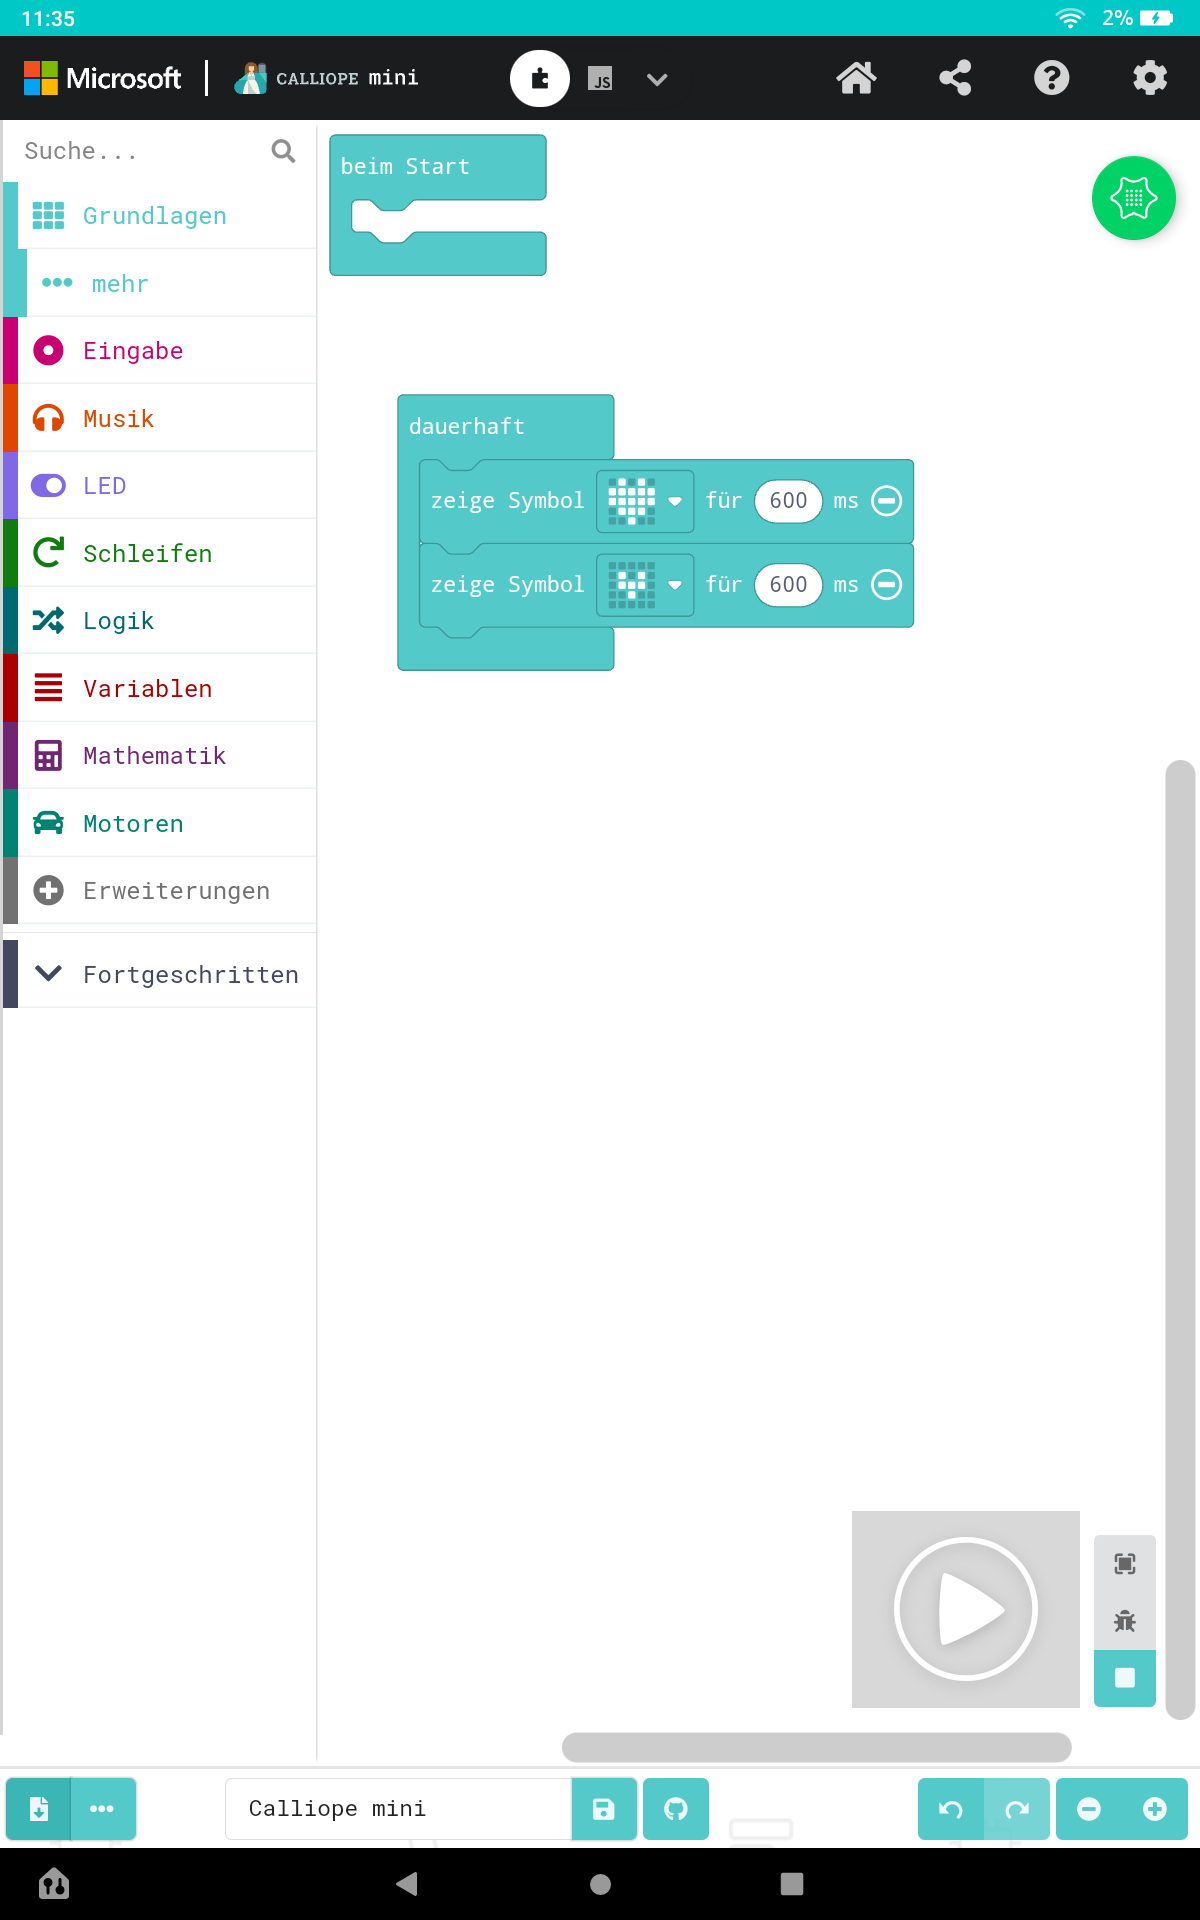 11:35
2%
Microsoft
CALLIOPE mini
JS
Suche...
Grundlagen
mehr
Eingabe
Musik
LED
Schleifen
Logik
Variablen
Mathematik
Motoren
Erweiterungen
Fortgeschritten
beim Start
dauerhaft
zeige Symbol für 600 ms
zeige Symbol für 600 ms
Calliope mini